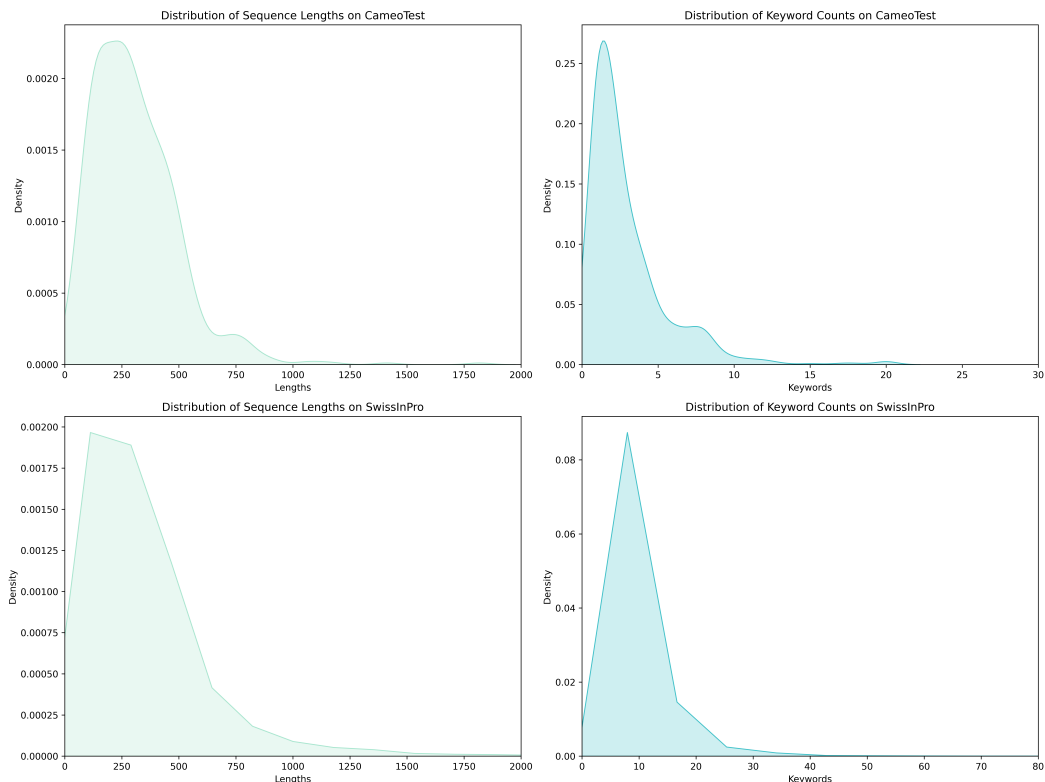 Distribution of Sequence Lengths on CameoTest
0.0020
0.0015
0.0010
0.0005
0.0000
Density
0 250 500 750 1000 1250 1500 1750 2000
Lengths
Distribution of Keyword Counts on CameoTest
0.25
0.20
0.15
0.10
0.05
0.00
Density
0 5 10 15 20 25 30
Keywords
Distribution of Sequence Lengths on SwissInPro
0.00200
0.00175
0.00150
0.00125
0.00100
0.00075
0.00050
0.00025
0.00000
Density
0 250 500 750 1000 1250 1500 1750 2000
Lengths
Distribution of Keyword Counts on SwissInPro
0.08
0.06
0.04
0.02
0.00
Density
0 10 20 30 40 50 60 70 80
Keywords